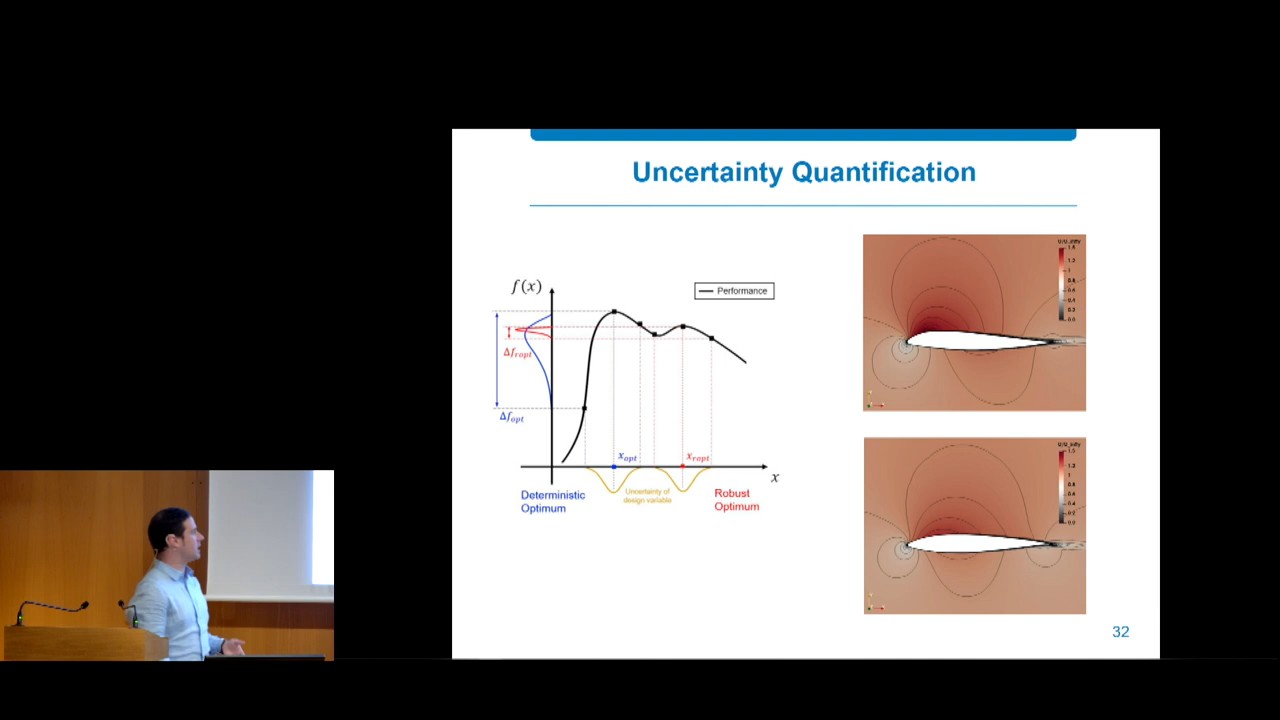 Uncertainty Quantification
f(x)
Performance
Δf_ropt
Δf_opt
x_opt
x_ropt
x
Deterministic
Optimum
Uncertainty of
design variable
Robust
Optimum
32